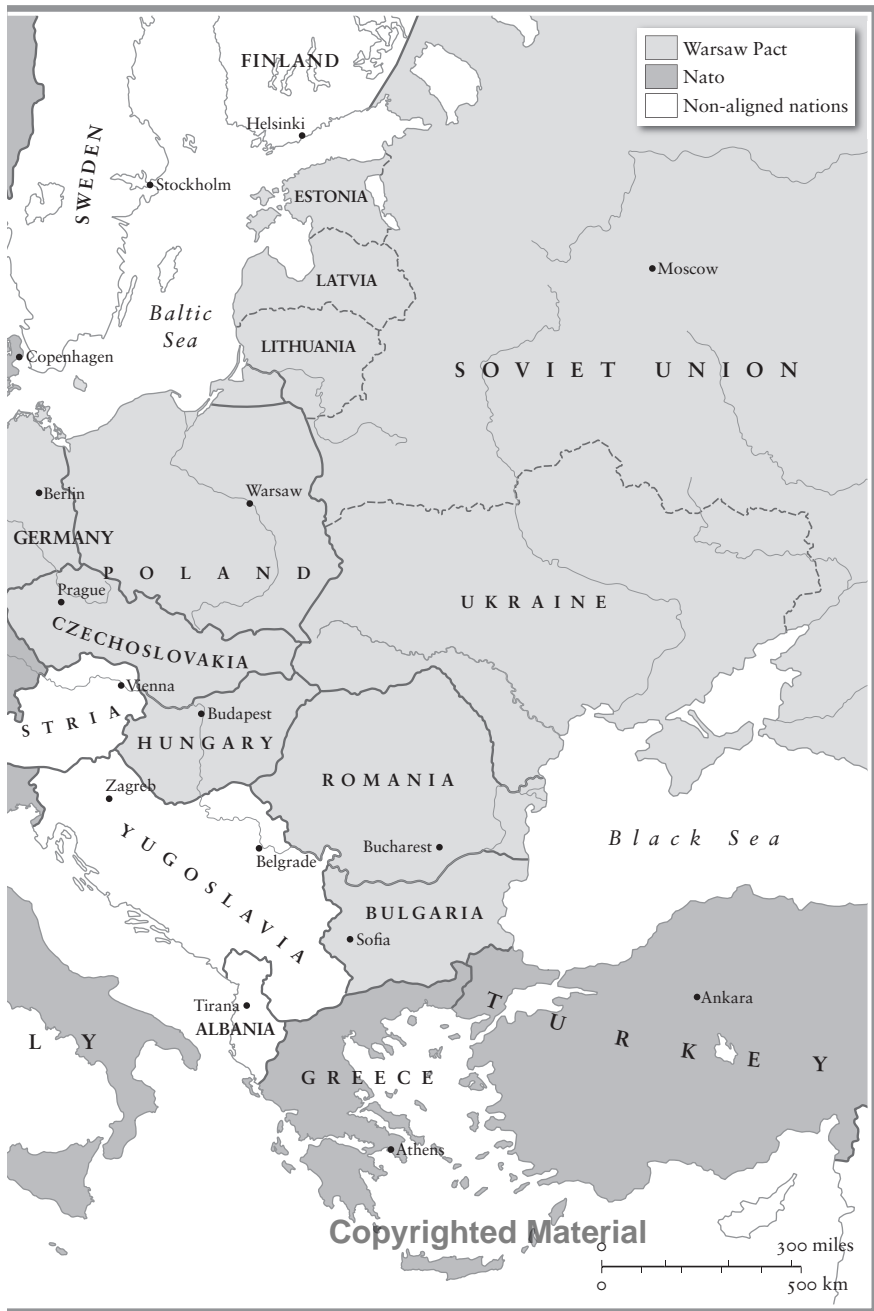 Warsaw Pact
Nato
Non-aligned nations
FINLAND
Helsinki
SWEDEN
Stockholm
ESTONIA
Moscow
LATVIA
Baltic
Sea
LITHUANIA
Copenhagen
SOVIET UNION
Berlin
Warsaw
GERMANY
POLAND
Prague
UKRAINE
CZECHOSLOVAKIA
Vienna
STRIA
Budapest
HUNGARY
ROMANIA
Zagreb
YUGOSLAVIA
Belgrade
Bucharest
Black Sea
BULGARIA
Sofia
Tirana
ALBANIA
Ankara
TURKEY
L Y
GREECE
Athens
Copyrighted Material
0 300 miles
0 500 km